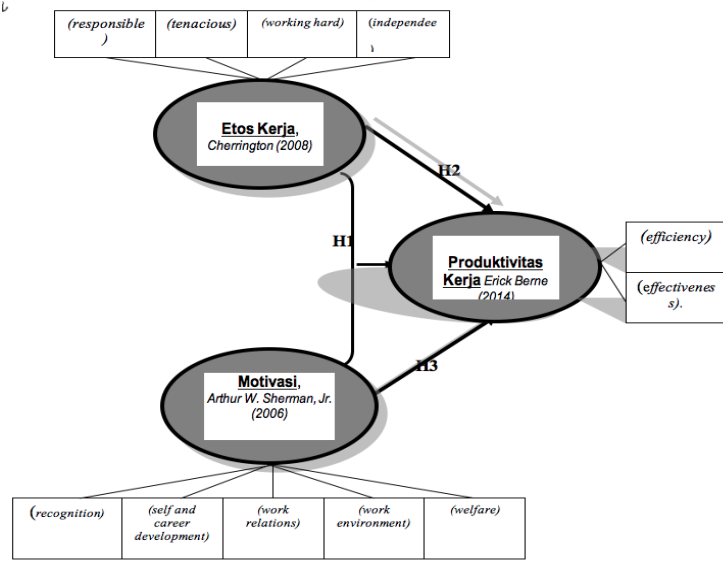 (responsible
)
(tenacious)
(working hard)
(independee
)
Etos Kerja,
Cherrington (2008)
H2
H1
Produktivitas
Kerja Erick Berne
(2014)
(efficiency)
(effectivenes
s).
H3
Motivasi,
Arthur W. Sherman, Jr.
(2006)
(recognition)
(self and
career
development)
(work
relations)
(work
environment)
(welfare)